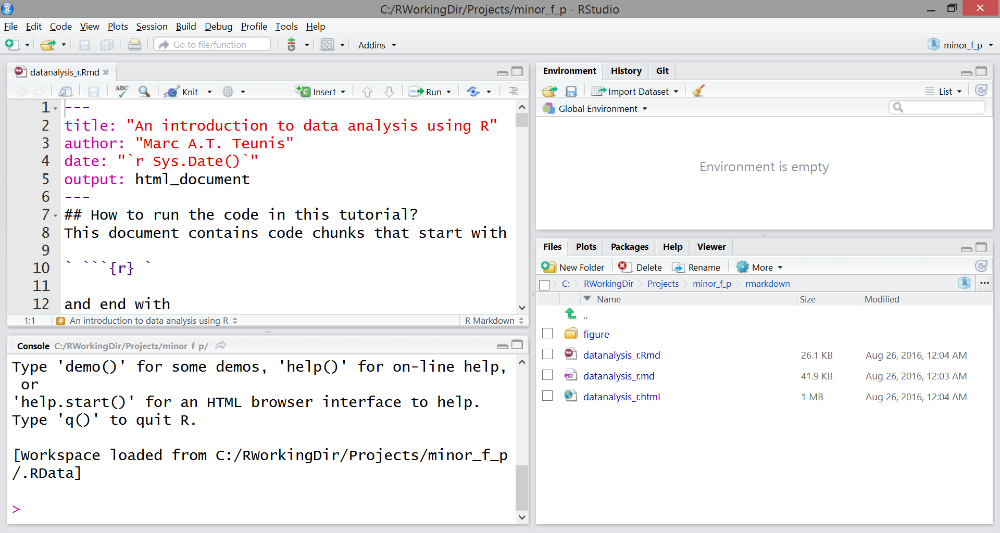 C:/RWorkingDir/Projects/minor_f_p - RStudio
File Edit Code View Plots Session Build Debug Profile Tools Help
Go to file/function Addins minor_f_p
datanalysis_r.Rmd
ABC Knit Insert Run
1 ---
2 title: "An introduction to data analysis using R"
3 author: "Marc A.T. Teunis"
4 date: "`r Sys.Date()`"
5 output: html_document
6 ---
7 ## How to run the code in this tutorial?
8 This document contains code chunks that start with
9
10 ` ```{r} `
11
12 and end with
1:1 # An introduction to data analysis using R R Markdown
Console C:/RWorkingDir/Projects/minor_f_p/
Type 'demo()' for some demos, 'help()' for on-line help,
or
'help.start()' for an HTML browser interface to help.
Type 'q()' to quit R.
[Workspace loaded from C:/RWorkingDir/Projects/minor_f_p
/.RData]
>
Environment History Git
Import Dataset List
Global Environment
Environment is empty
Files Plots Packages Help Viewer
New Folder Delete Rename More
C: RWorkingDir Projects minor_f_p rmarkdown ...
Name Size Modified
..
figure
datanalysis_r.Rmd 26.1 KB Aug 26, 2016, 12:04 AM
MD datanalysis_r.md 41.9 KB Aug 26, 2016, 12:03 AM
datanalysis_r.html 1 MB Aug 26, 2016, 12:04 AM